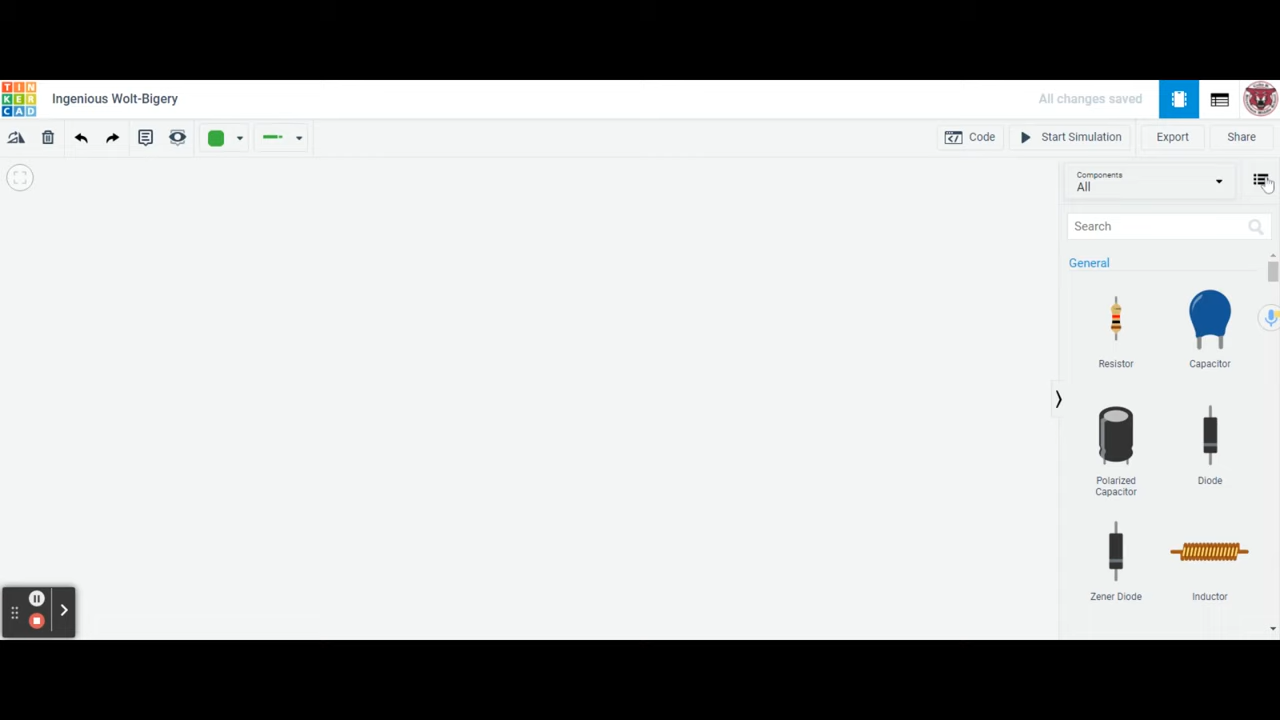 TIN
KER
CAD
Ingenious Wolt-Bigery
All changes saved
Code
Start Simulation
Export
Share
Components
All
Search
General
Resistor
Capacitor
Polarized
Capacitor
Diode
Zener Diode
Inductor